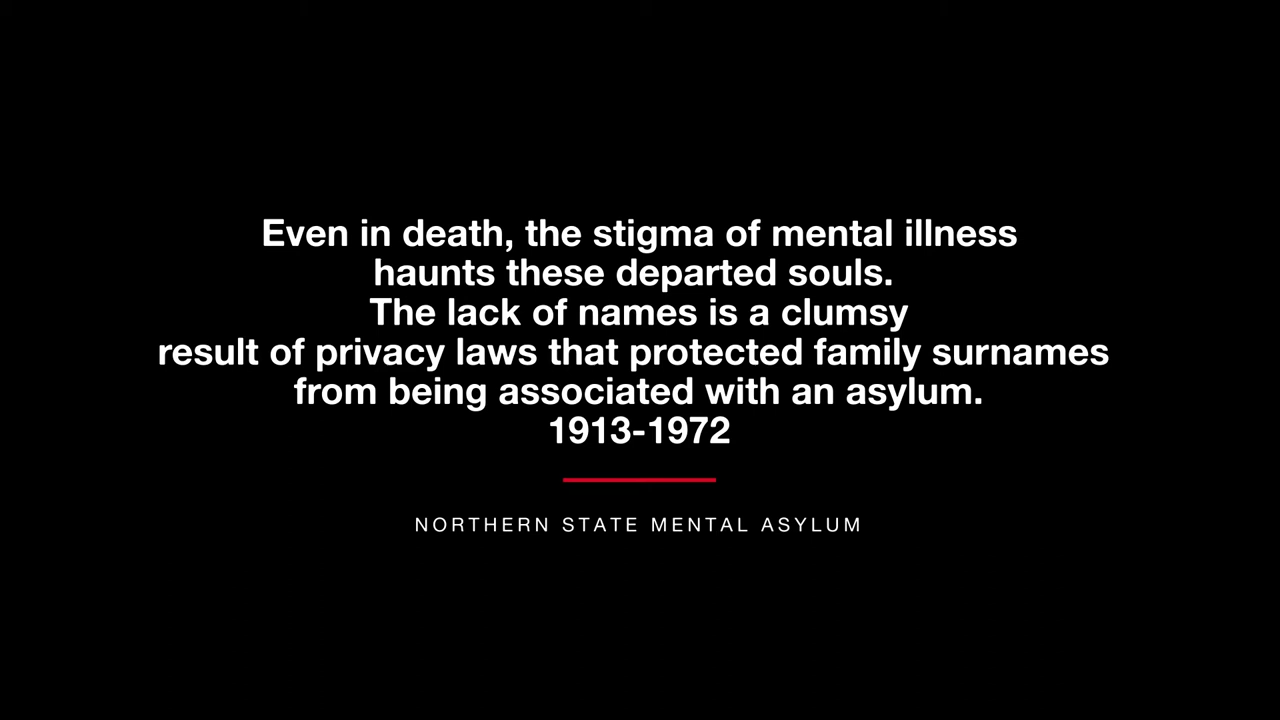 Even in death, the stigma of mental illness
haunts these departed souls.
The lack of names is a clumsy
result of privacy laws that protected family surnames
from being associated with an asylum.
1913-1972
NORTHERN STATE MENTAL ASYLUM